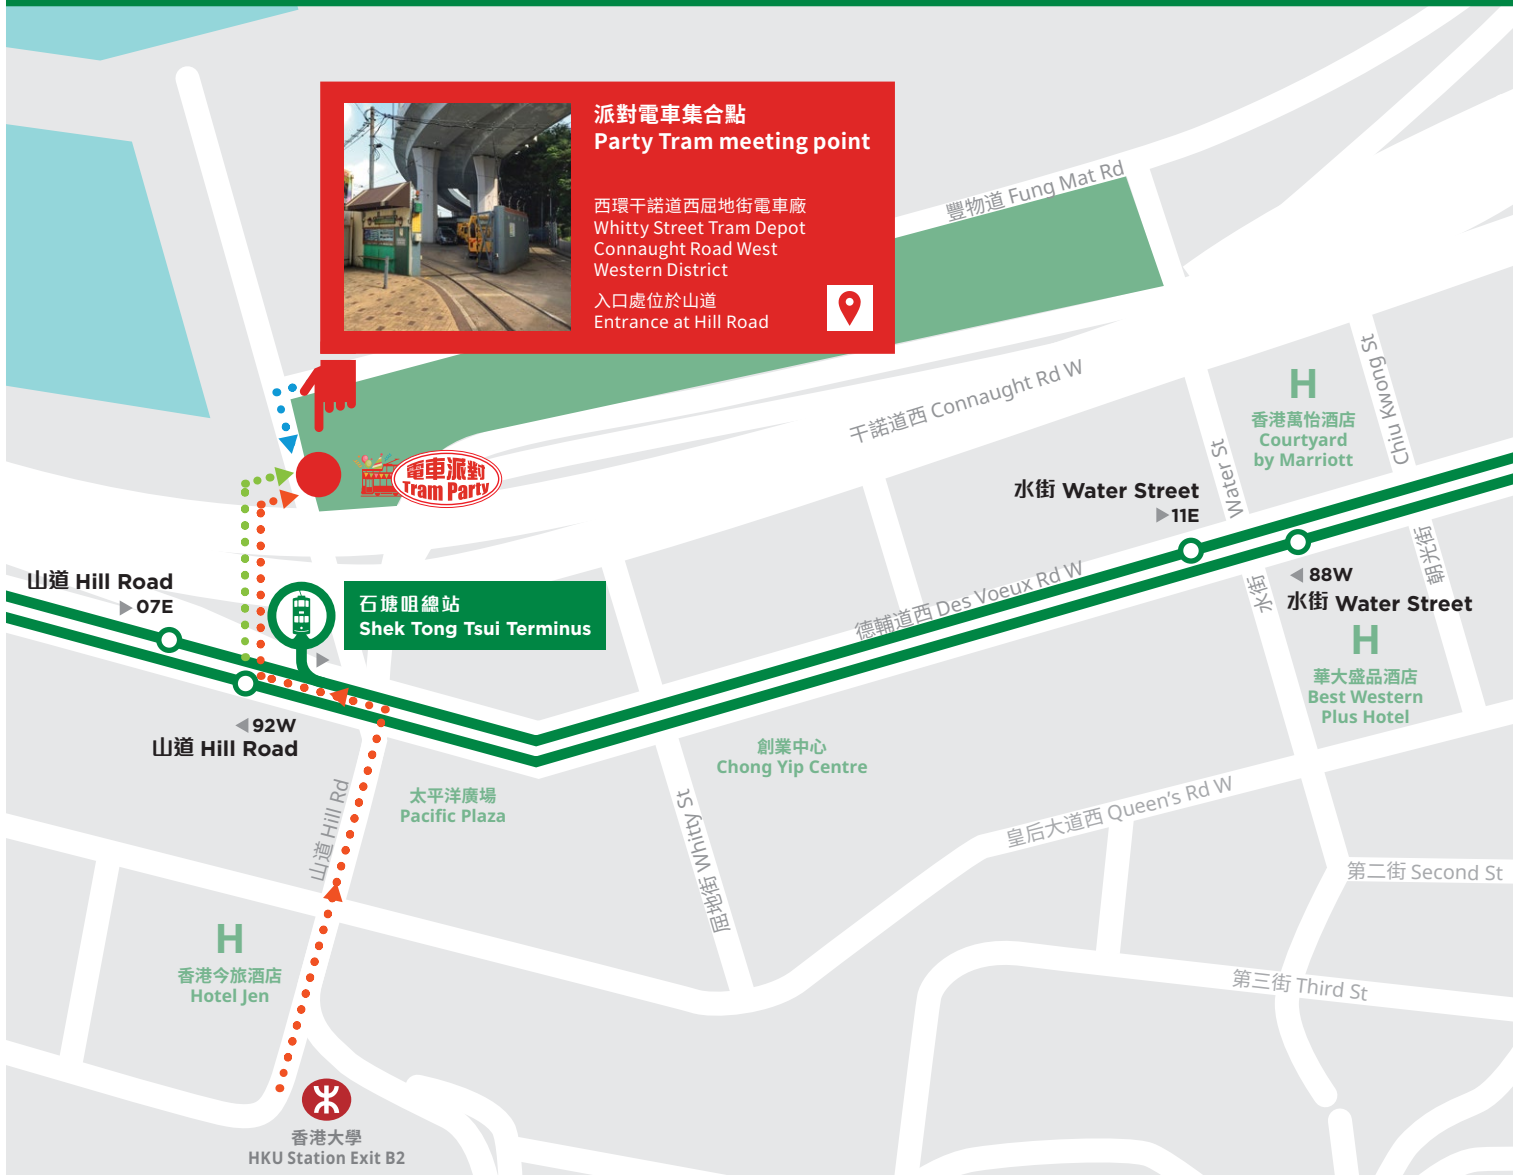 派對電車集合點
Party Tram meeting point
西環干諾道西屈地街電車廠
Whitty Street Tram Depot
Connaught Road West
Western District
入口處位於山道
Entrance at Hill Road
豐物道 Fung Mat Rd
干諾道西 Connaught Rd W
Chiu Kwong St
H
香港萬怡酒店
Courtyard
by Marriott
Water St
電車派對
Tram Party
水街 Water Street
11E
山道 Hill Road
07E
石塘咀總站
Shek Tong Tsui Terminus
德輔道西 Des Voeux Rd W
水街
朝光街
88W
水街 Water Street
H
華大盛品酒店
Best Western
Plus Hotel
92W
山道 Hill Road
創業中心
Chong Yip Centre
太平洋廣場
Pacific Plaza
山道 Hill Rd
屈地街 Whitty St
皇后大道西 Queen's Rd W
第二街 Second St
第三街 Third St
H
香港今旅酒店
Hotel Jen
香港大學
HKU Station Exit B2